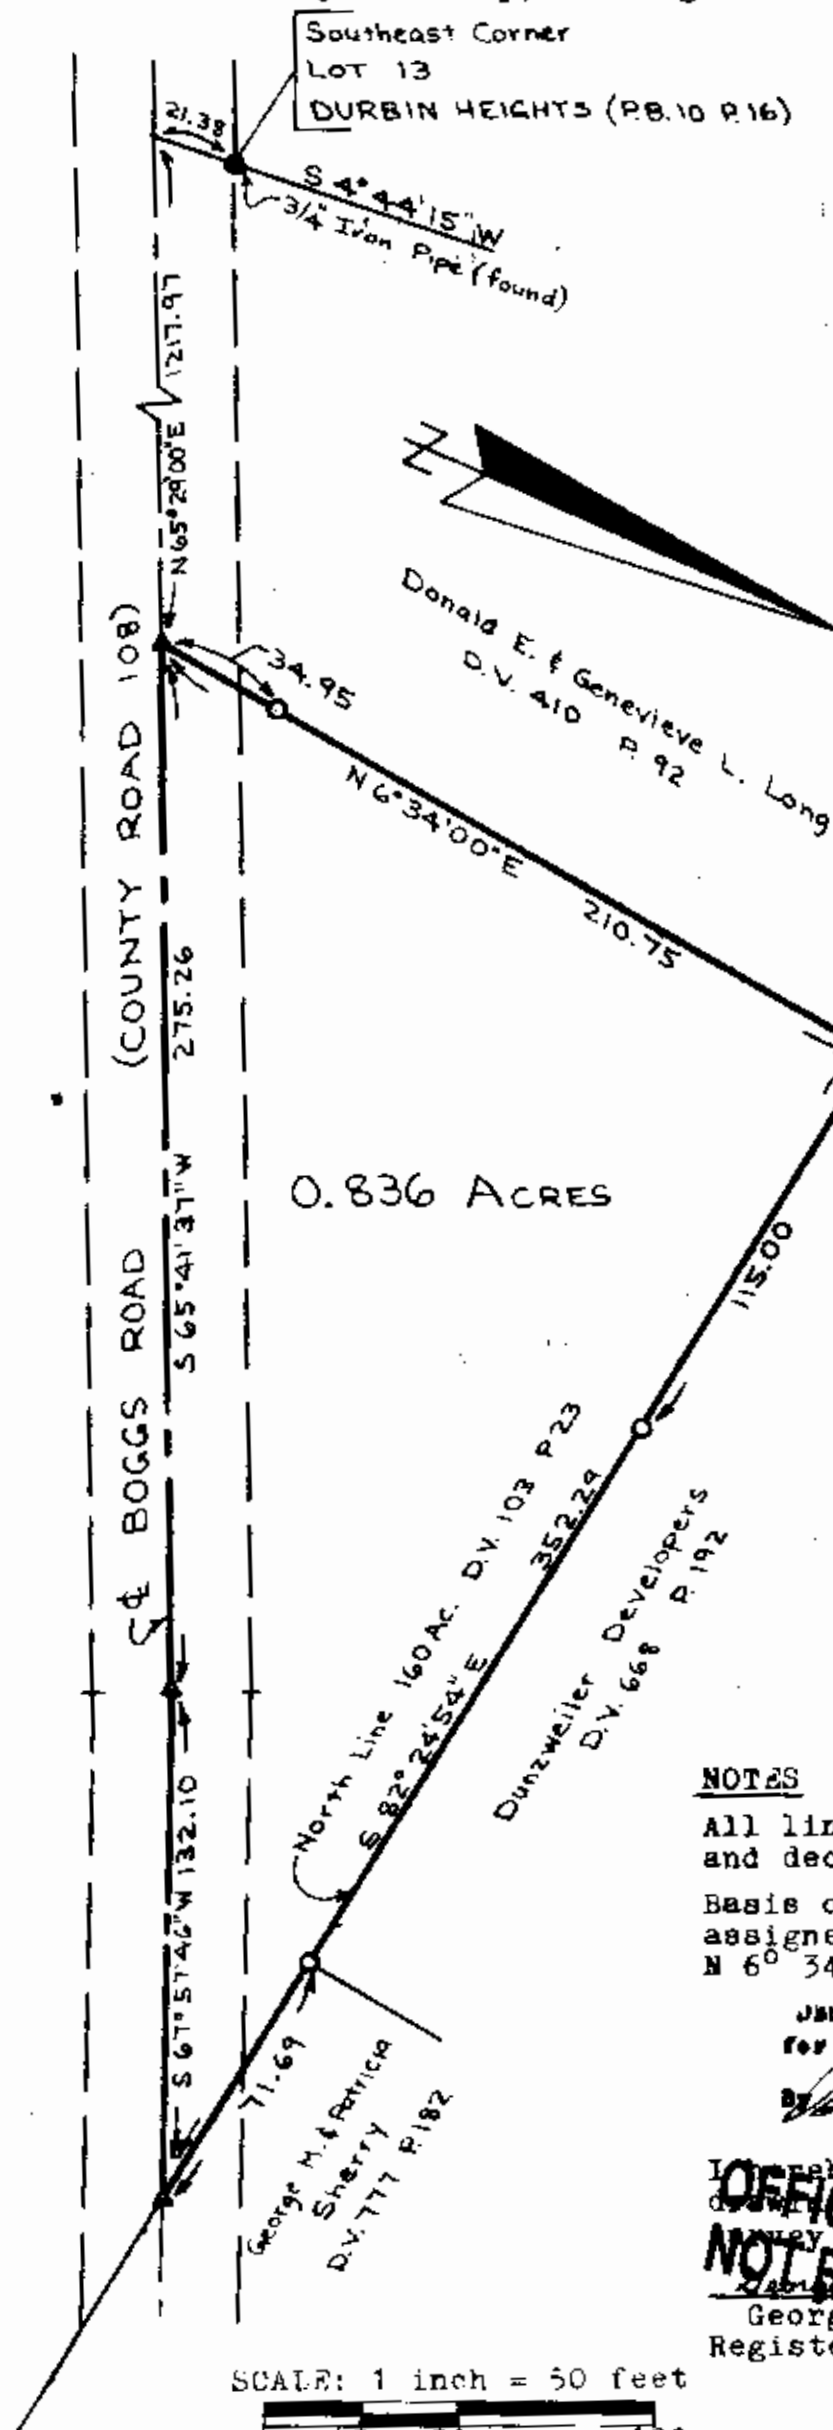 Southeast Corner
LOT 13
DURBIN HEIGHTS (P.B. 10 P. 16)
21.38
S 4° 44' 15" W
3/4" Iron Pipe (found)
N 65° 29' 00" E 1217.97
Z
34.95
Donald E. & Genevieve L. Long
D.V. 410 P. 92
N 6° 34' 00" E
210.75
℄ BOGGS ROAD (COUNTY ROAD 108)
S 65° 41' 37" W 275.26
0.836 ACRES
115.00
North Line 160 Ac. D.V. 103 P. 23
S 82° 24' 54" E 352.29
Dunzweiler Developers
D.V. 668 P. 192
S 67° 57' 46" W 132.10
71.69
George M. & Patricia
Sherry
D.V. 777 P. 182
NOTES
All lin
and dec
Basis o
assigne
N 6° 34
for
By
OFFIC
NOT
Georg
Registe
SCALE: 1 inch = 50 feet